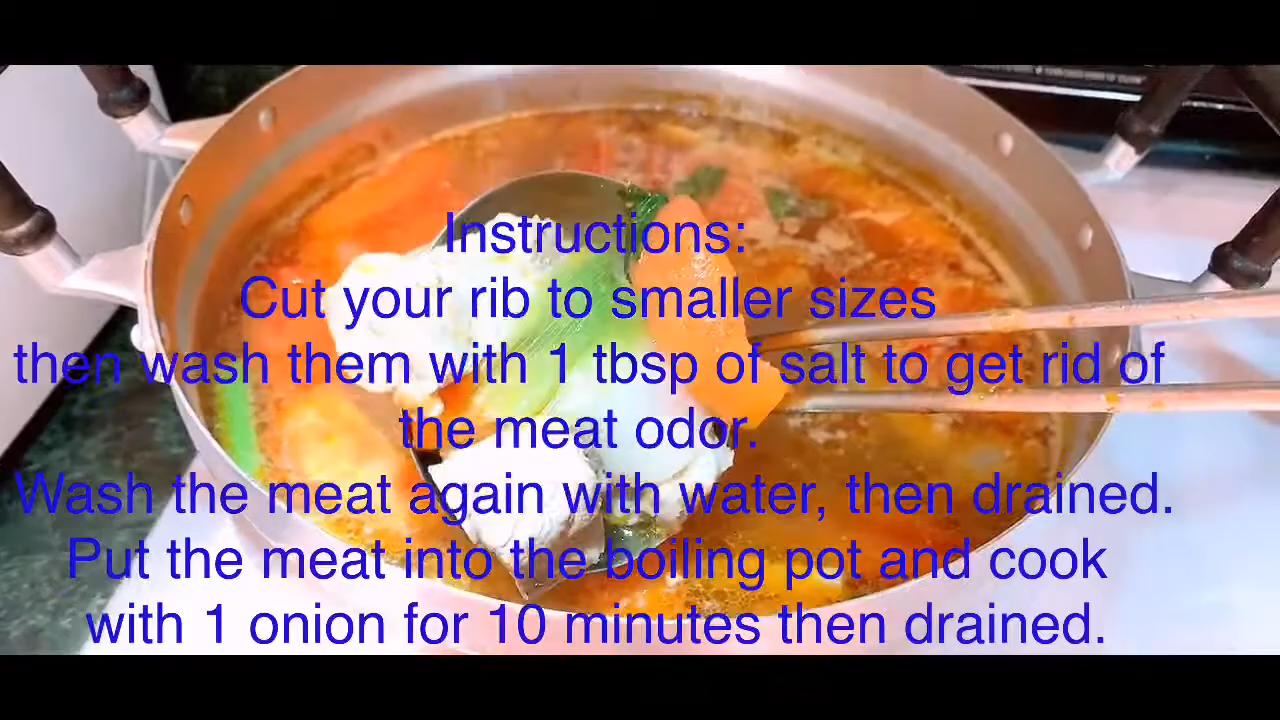 Instructions:
Cut your rib to smaller sizes
then wash them with 1 tbsp of salt to get rid of
the meat odor.
Wash the meat again with water, then drained.
Put the meat into the boiling pot and cook
with 1 onion for 10 minutes then drained.